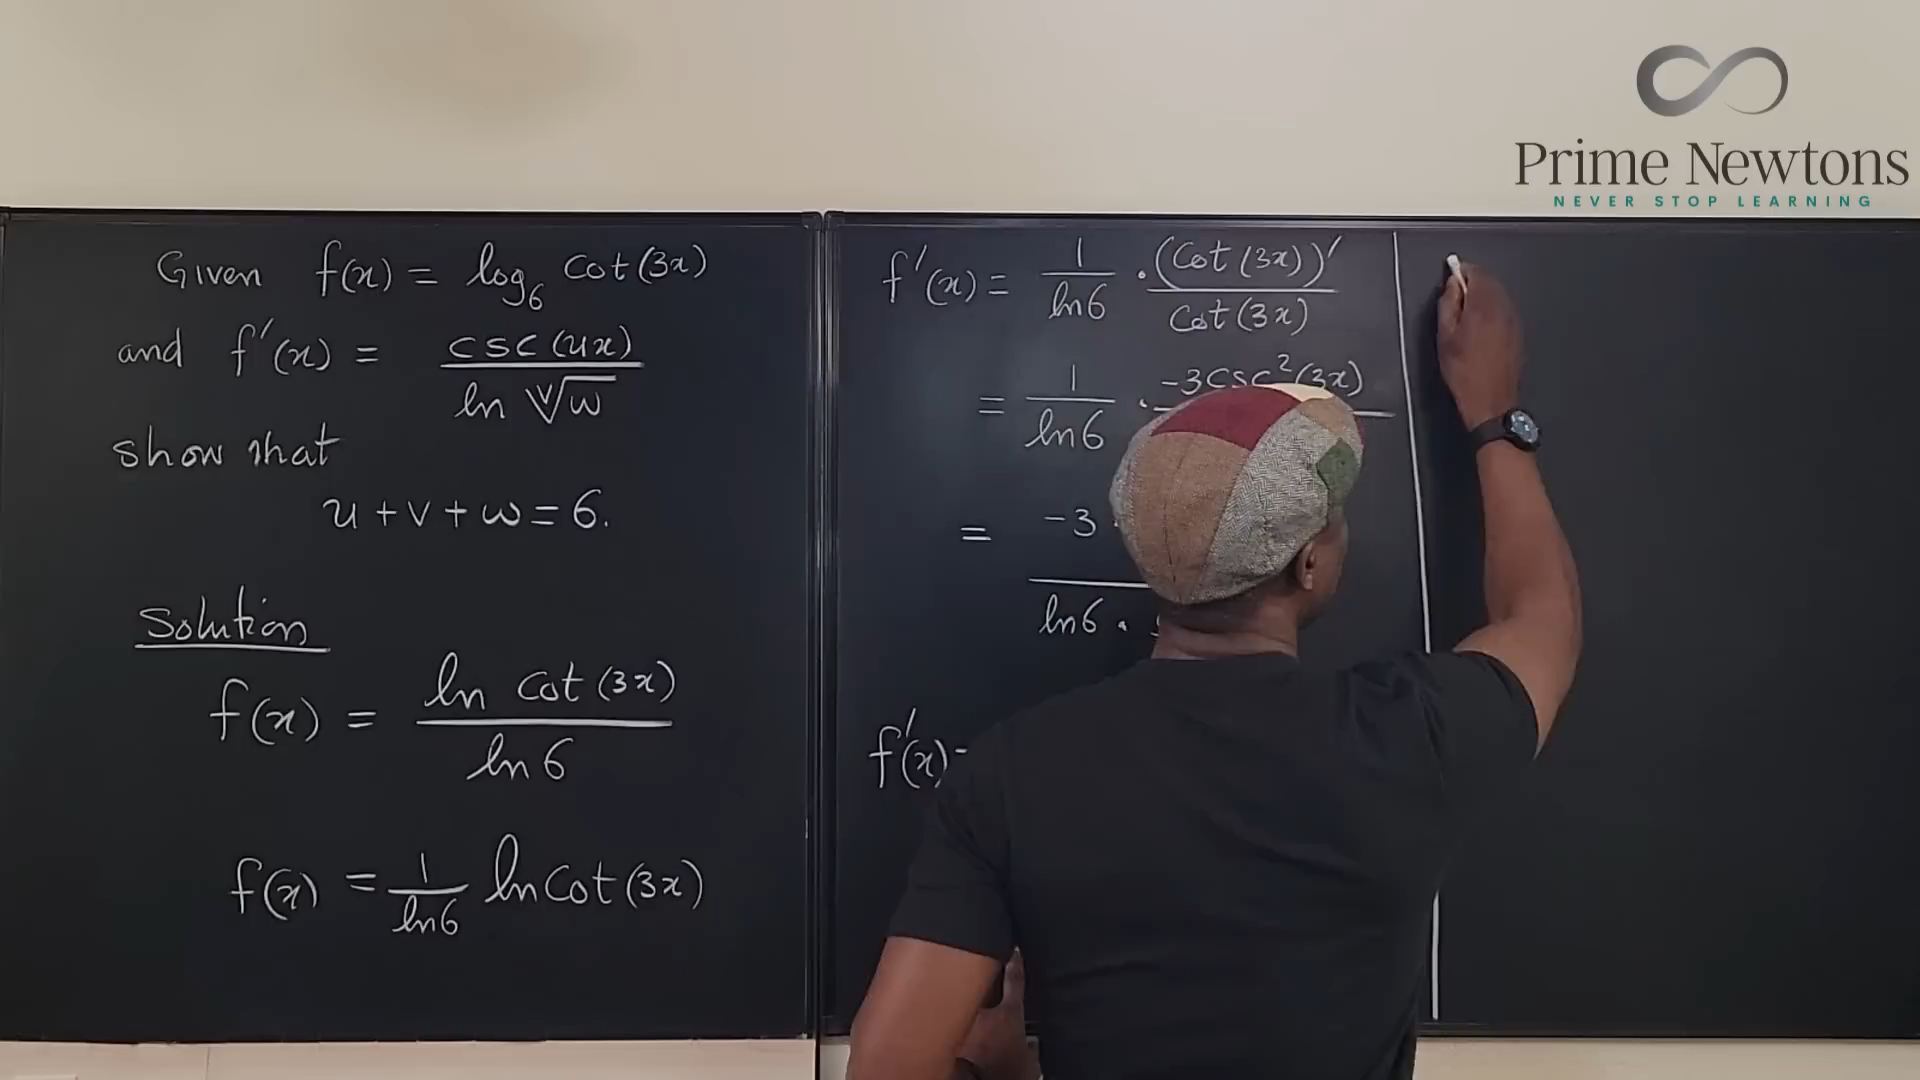 Prime Newtons
NEVER STOP LEARNING
Given f(x) = log₆ cot(3x)
and f'(x) = csc(ux) / ln ᵛ√w
show that
u + v + w = 6.
Solution
f(x) = ln cot(3x) / ln 6
f(x) = 1/ln6 ln cot(3x)
f'(x) = 1/ln6 · (cot(3x))' / cot(3x)
= 1/ln6 · -3csc²(3x)
= -3
ln6 ·
f'(x)